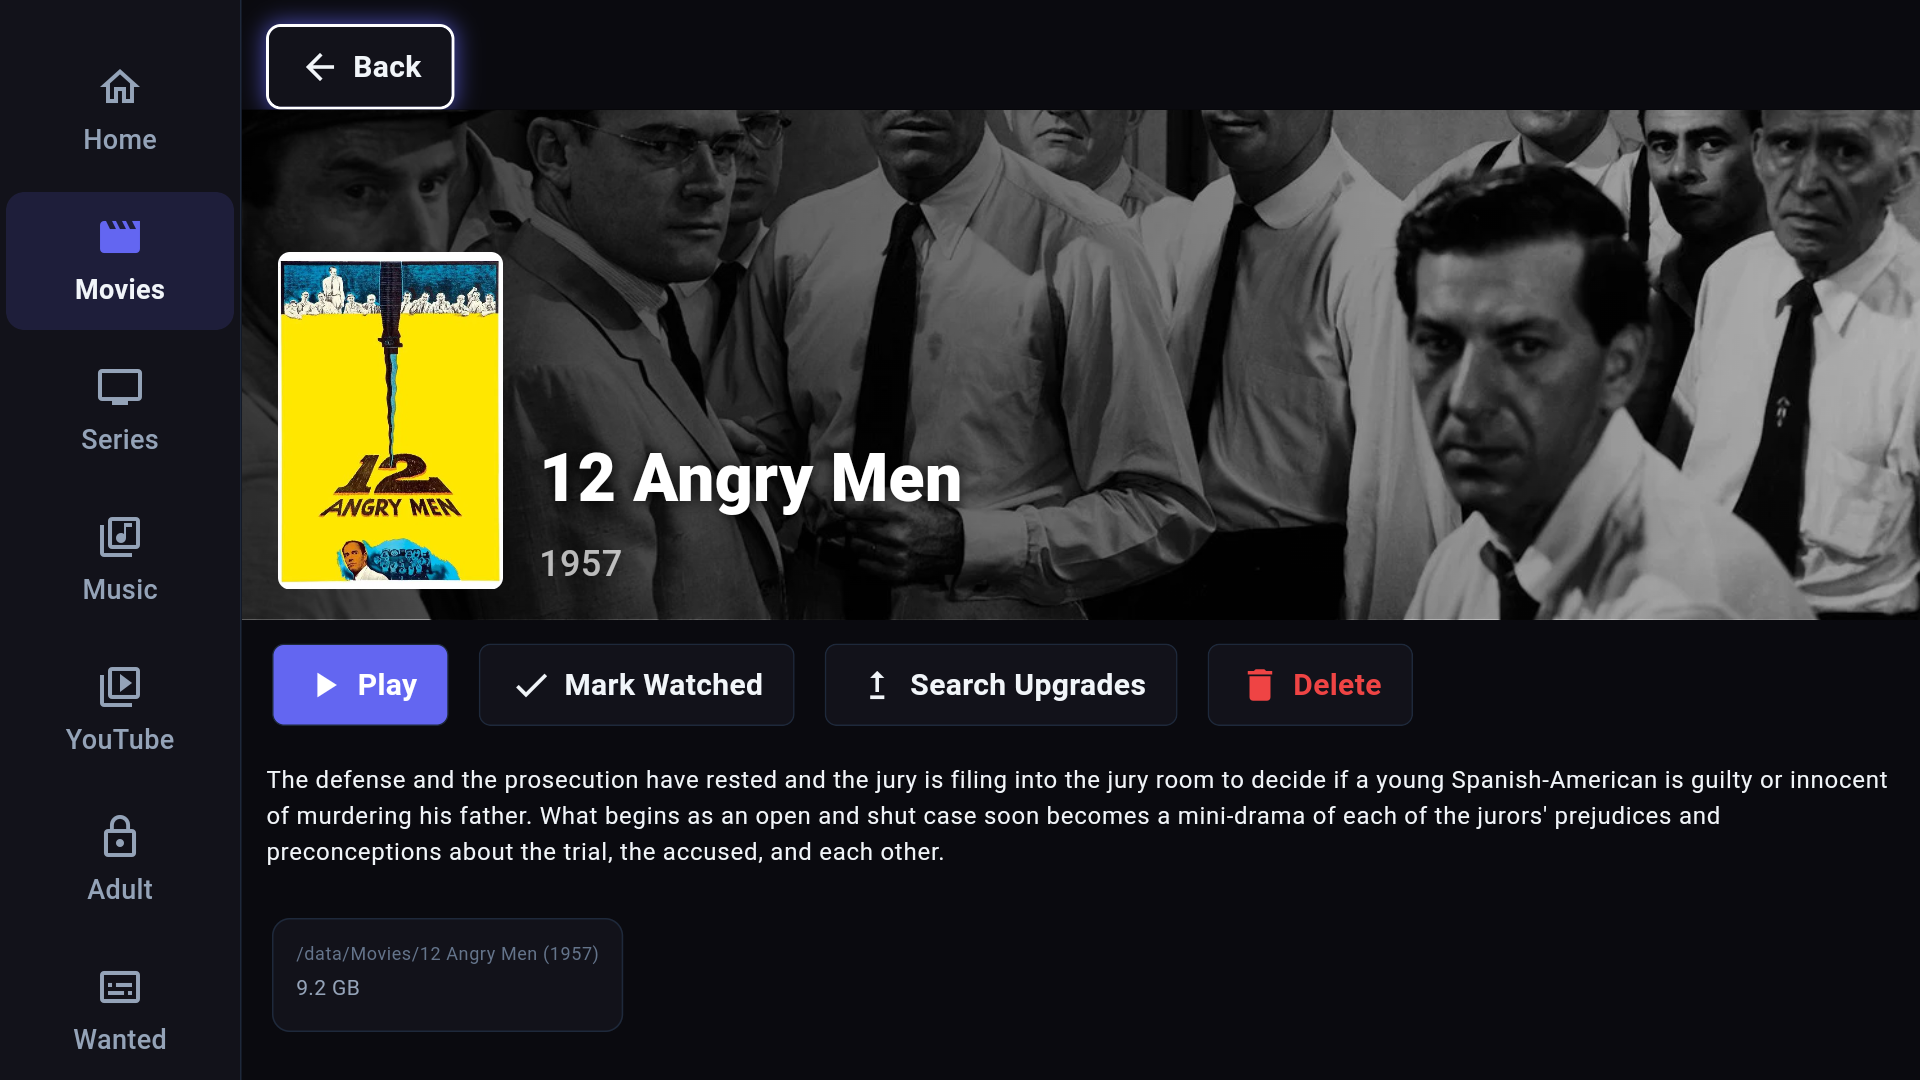 Back
Home
Movies
Series
Music
YouTube
Adult
Wanted
12
ANGRY MEN
12 Angry Men
1957
Play
Mark Watched
Search Upgrades
Delete
The defense and the prosecution have rested and the jury is filing into the jury room to decide if a young Spanish-American is guilty or innocent
of murdering his father. What begins as an open and shut case soon becomes a mini-drama of each of the jurors' prejudices and
preconceptions about the trial, the accused, and each other.
/data/Movies/12 Angry Men (1957)
9.2 GB